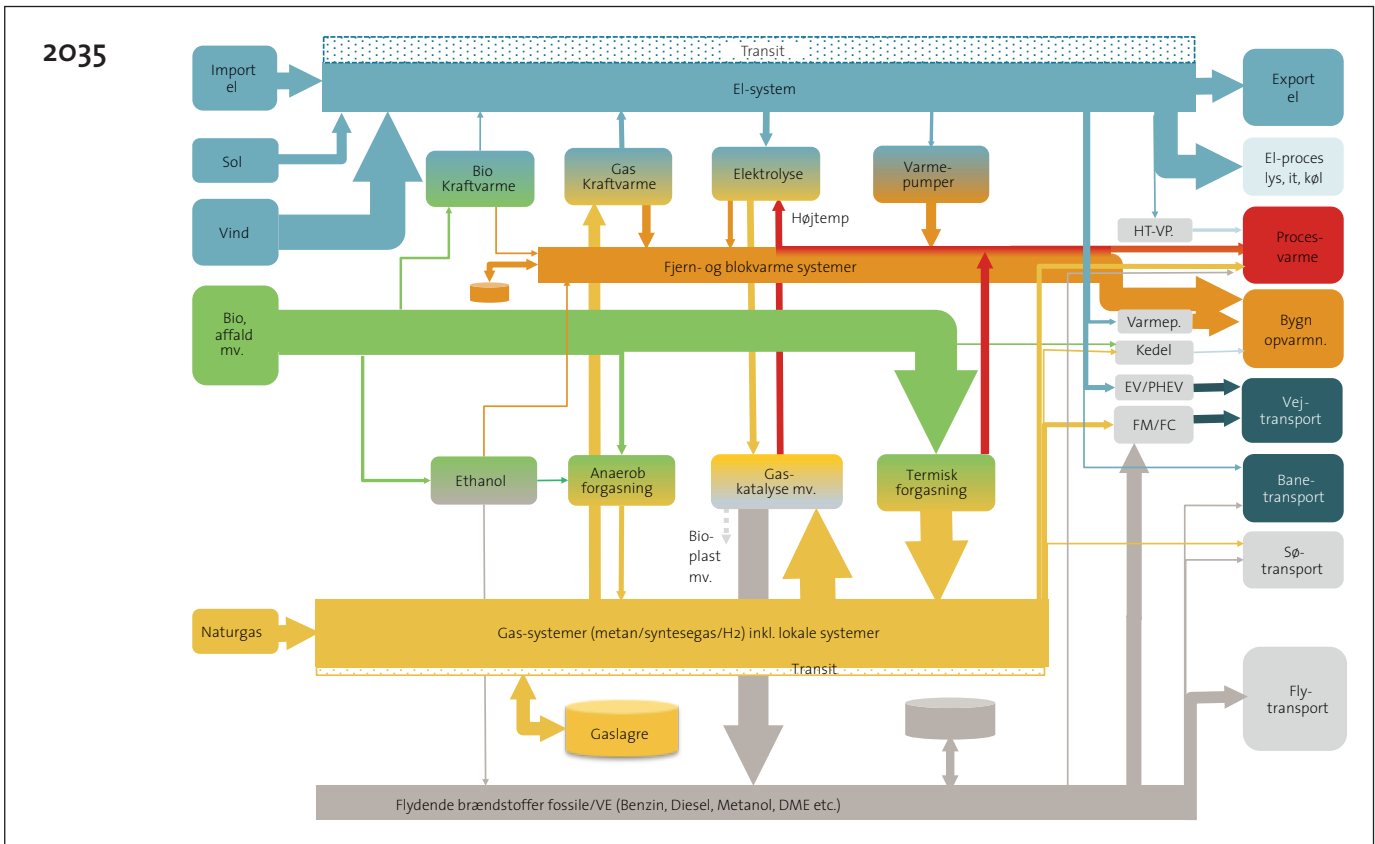 2035
Transit
El-system
Import
el
Export
el
Sol
El-proces
lys, it, køl
Vind
Bio
Kraftvarme
Gas
Kraftvarme
Elektrolyse
Varme-
pumper
Højtemp
HT-VP.
Proces-
varme
Fjern- og blokvarme systemer
Bio,
affald
mv.
Varmep.
Bygn
opvarmn.
Kedel
EV/PHEV
Vej-
transport
FM/FC
Ethanol
Anaerob
forgasning
Gas-
katalyse mv.
Termisk
forgasning
Bane-
transport
Bio-
plast
mv.
Sø-
transport
Naturgas
Gas-systemer (metan/syntesegas/H2) inkl. lokale systemer
Transit
Gaslagre
Fly-
transport
Flydende brændstoffer fossile/VE (Benzin, Diesel, Metanol, DME etc.)